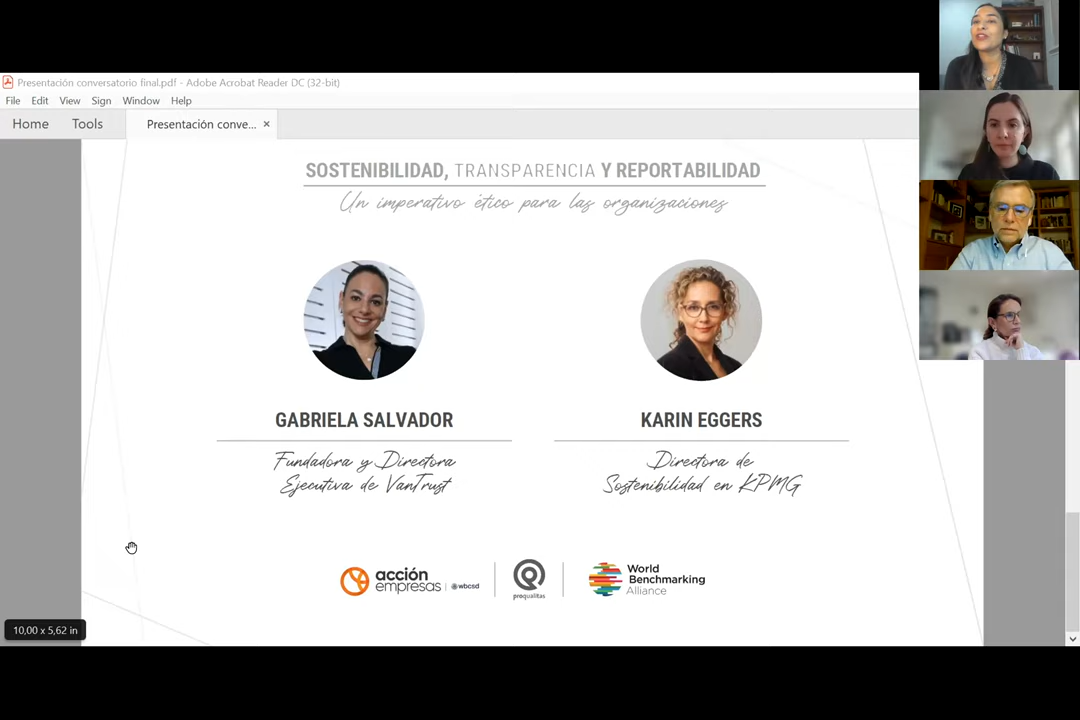 Presentación conversatorio final.pdf - Adobe Acrobat Reader DC (32-bit)
File Edit View Sign Window Help
Home Tools Presentación conve... ×
SOSTENIBILIDAD, TRANSPARENCIA Y REPORTABILIDAD
Un imperativo ético para las organizaciones
GABRIELA SALVADOR
Fundadora y Directora
Ejecutiva de VanTrust
KARIN EGGERS
Directora de
Sostenibilidad en KPMG
acción
empresas | wbcsd
proqualitas
World
Benchmarking
Alliance
10,00 x 5,62 in